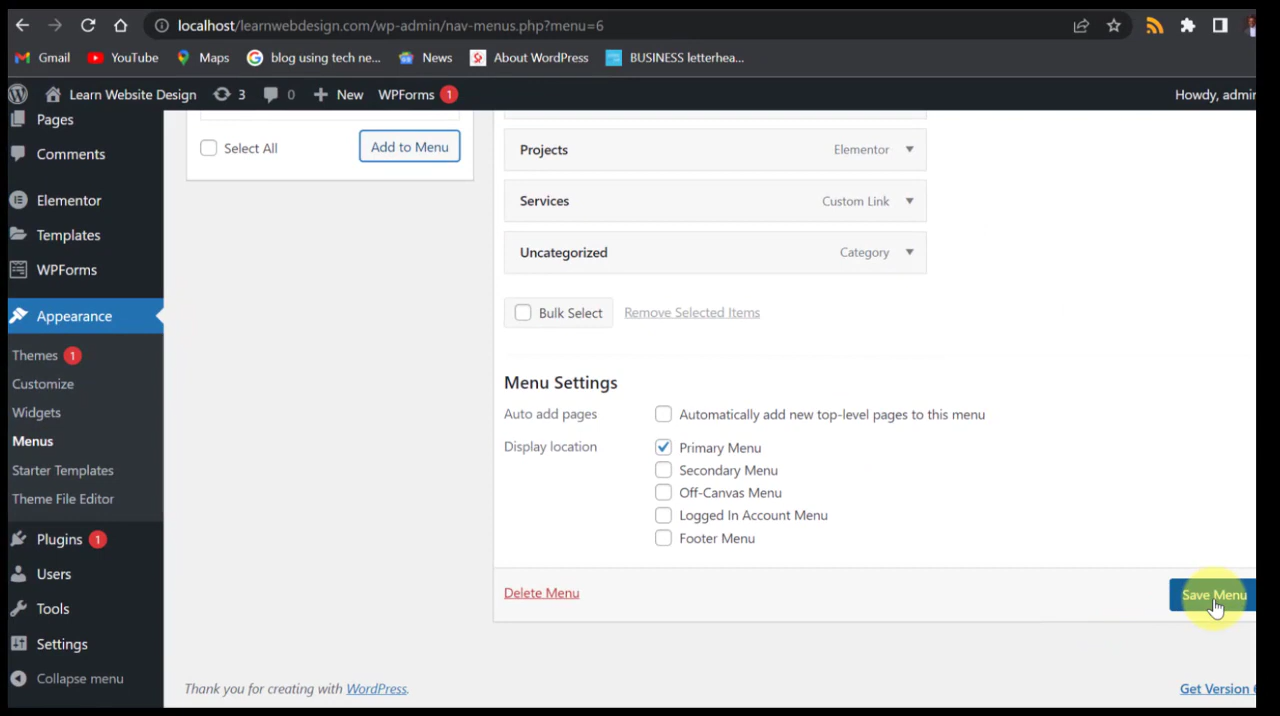 localhost/learnwebdesign.com/wp-admin/nav-menus.php?menu=6
Gmail YouTube Maps blog using tech ne... News About WordPress BUSINESS letterhea...
Learn Website Design 3 0 New WPForms 1 Howdy, admin
Pages
Comments
Elementor
Templates
WPForms
Appearance
Themes 1
Customize
Widgets
Menus
Starter Templates
Theme File Editor
Plugins 1
Users
Tools
Settings
Collapse menu
Select All Add to Menu
Projects Elementor
Services Custom Link
Uncategorized Category
Bulk Select Remove Selected Items
Menu Settings
Auto add pages Automatically add new top-level pages to this menu
Display location Primary Menu
Secondary Menu
Off-Canvas Menu
Logged In Account Menu
Footer Menu
Delete Menu Save Menu
Thank you for creating with WordPress. Get Version